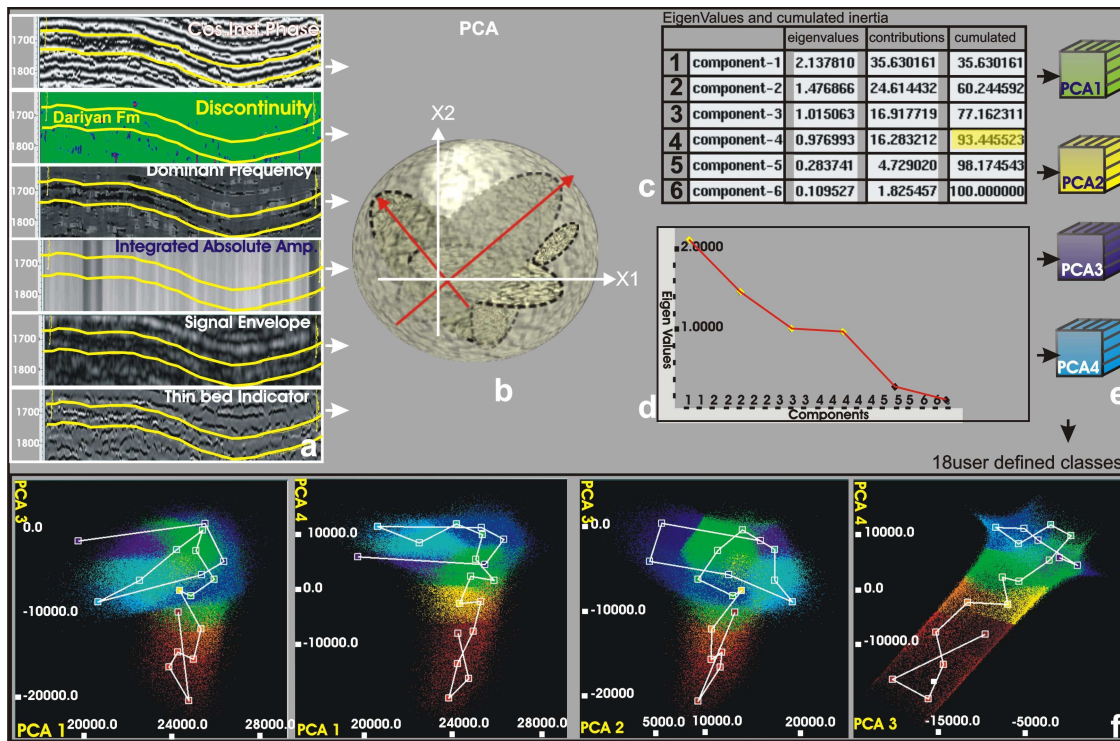 Cos.Inst.Phase
1700
1800
Discontinuity
Dariyan Fm
1700
1800
Dominant Frequency
1700
1800
Integrated Absolute Amp.
1700
1800
Signal Envelope
1700
1800
Thin bed Indicator
1700
1800
a
PCA
X2
X1
b
EigenValues and cumulated inertia
eigenvalues contributions cumulated
1 component-1 2.137810 35.630161 35.630161
2 component-2 1.476866 24.614432 60.244592
3 component-3 1.015063 16.917719 77.162311
4 component-4 0.976993 16.283212 93.445523
5 component-5 0.283741 4.729020 98.174543
6 component-6 0.109527 1.825457 100.000000
c
2.0000
1.0000
Eigen Values
1 1 2 2 2 2 2 3 3 3 3 4 4 4 4 4 5 5 5 6 6
Components
d
PCA1
PCA2
PCA3
PCA4
e
18user defined classes
PCA 3
0.0
-10000.0
-20000.0
PCA 1
20000.0
24000.0
28000.0
PCA 4
10000.0
0.0
-10000.0
PCA 1
20000.0
24000.0
28000.0
PCA 3
0.0
-10000.0
-20000.0
PCA 2
5000.0
10000.0
20000.0
PCA 4
10000.0
0.0
-10000.0
PCA 3
-15000.0
-5000.0
f